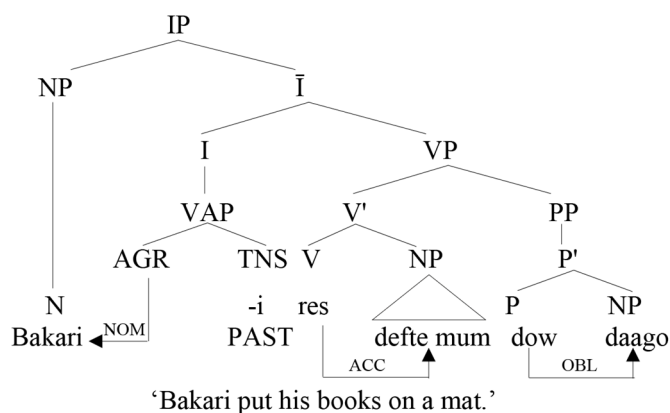 IP
NP Ī
I VP
VAP V' PP
AGR TNS V NP P'
N -i res P NP
Bakari NOM PAST defte mum dow daago
ACC OBL
'Bakari put his books on a mat.'